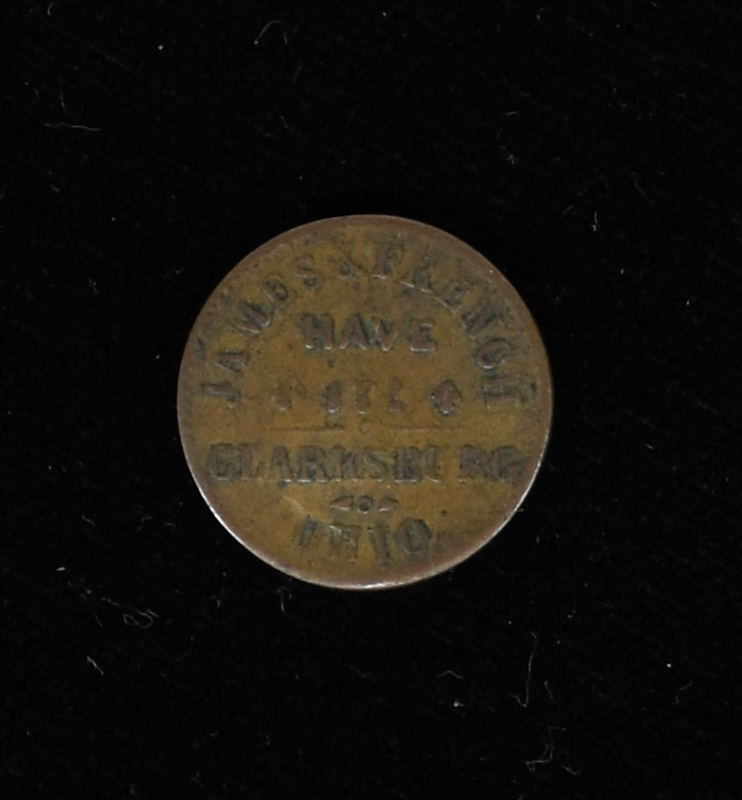 JAMES & FRENCH
HAVE
CLARKSBURG
OHIO